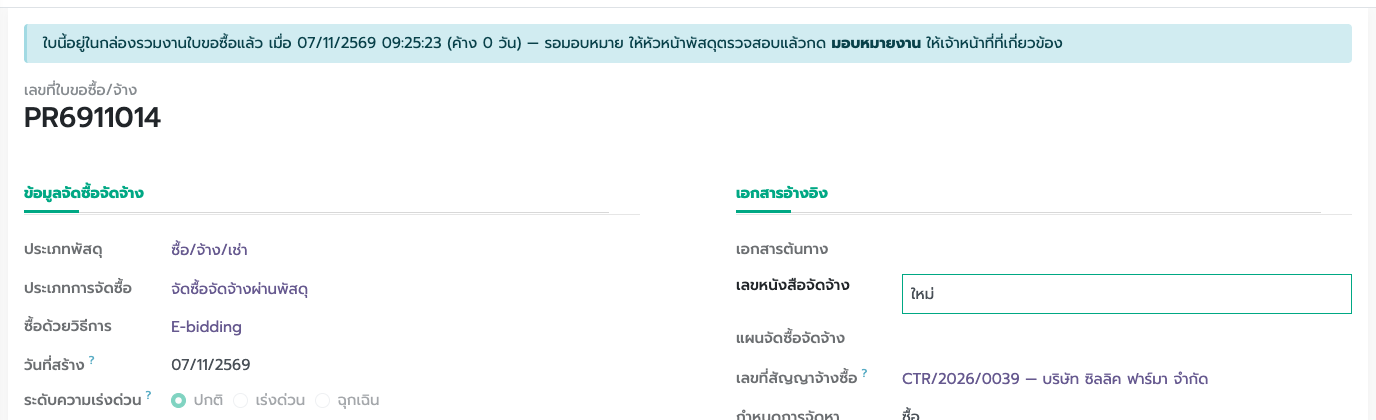 ใบนี้อยู่ในกล่องรวมงานใบขอซื้อแล้ว เมื่อ 07/11/2569 09:25:23 (ค้าง 0 วัน) — รอมอบหมาย ให้หัวหน้าพัสดุตรวจสอบแล้วกด มอบหมายงาน ให้เจ้าหน้าที่ที่เกี่ยวข้อง
เลขที่ใบขอซื้อ/จ้าง
PR6911014
ข้อมูลจัดซื้อจัดจ้าง
ประเภทพัสดุ ซื้อ/จ้าง/เช่า
ประเภทการจัดซื้อ จัดซื้อจัดจ้างผ่านพัสดุ
ซื้อด้วยวิธีการ E-bidding
วันที่สร้าง ? 07/11/2569
ระดับความเร่งด่วน ? ปกติ เร่งด่วน ฉุกเฉิน
เอกสารอ้างอิง
เอกสารต้นทาง
เลขหนังสือจัดจ้าง ใหม่
แผนจัดซื้อจัดจ้าง
เลขที่สัญญาจ้างซื้อ ? CTR/2026/0039 — บริษัท ซิลลิค ฟาร์มา จำกัด
กำหนดการจัดหา ซื้อ